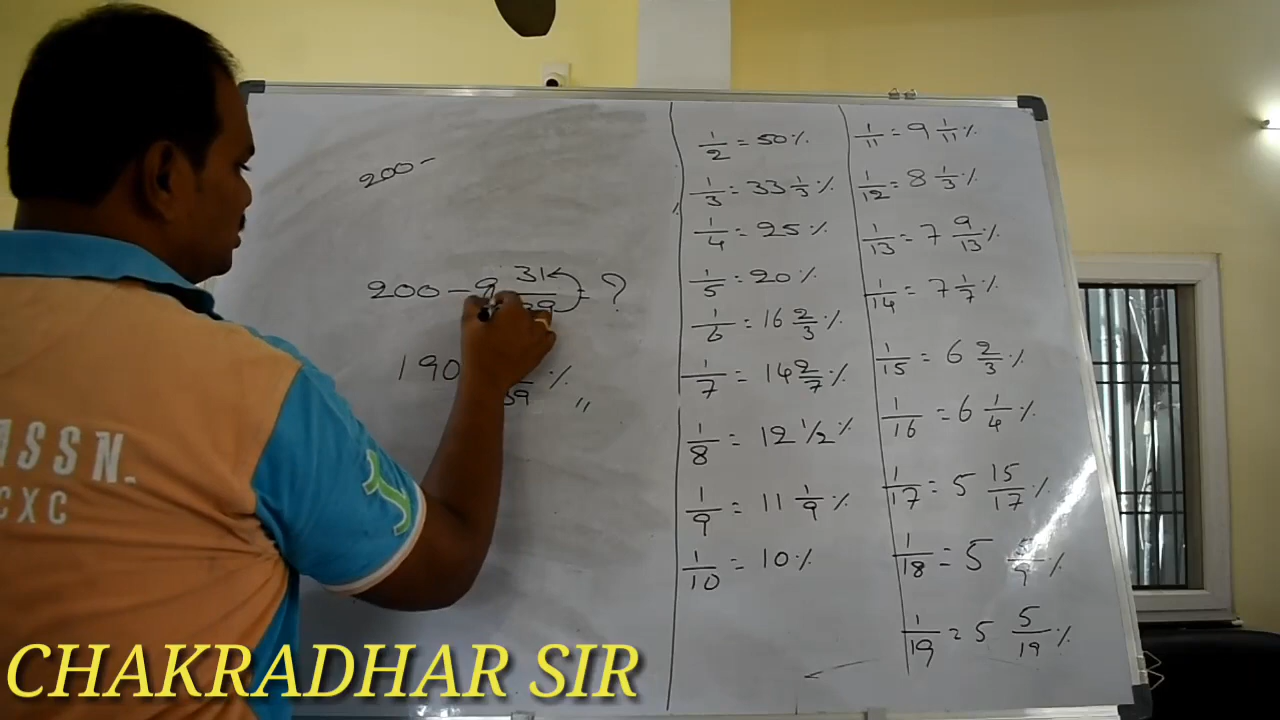 200 -
200 - 9 31/39 = ?
190 /39 %
1/2 = 50%
1/3 = 33 1/3 %
1/4 = 25%
1/5 = 20%
1/6 = 16 2/3 %
1/7 = 14 2/7 %
1/8 = 12 1/2 %
1/9 = 11 1/9 %
1/10 = 10%
1/11 = 9 1/11 %
1/12 = 8 1/3 %
1/13 = 7 9/13 %
1/14 = 7 1/7 %
1/15 = 6 2/3 %
1/16 = 6 1/4 %
1/17 = 5 15/17 %
1/18 = 5 5/9 %
1/19 = 5 5/19 %
SSN.
CXC
CHAKRADHAR SIR